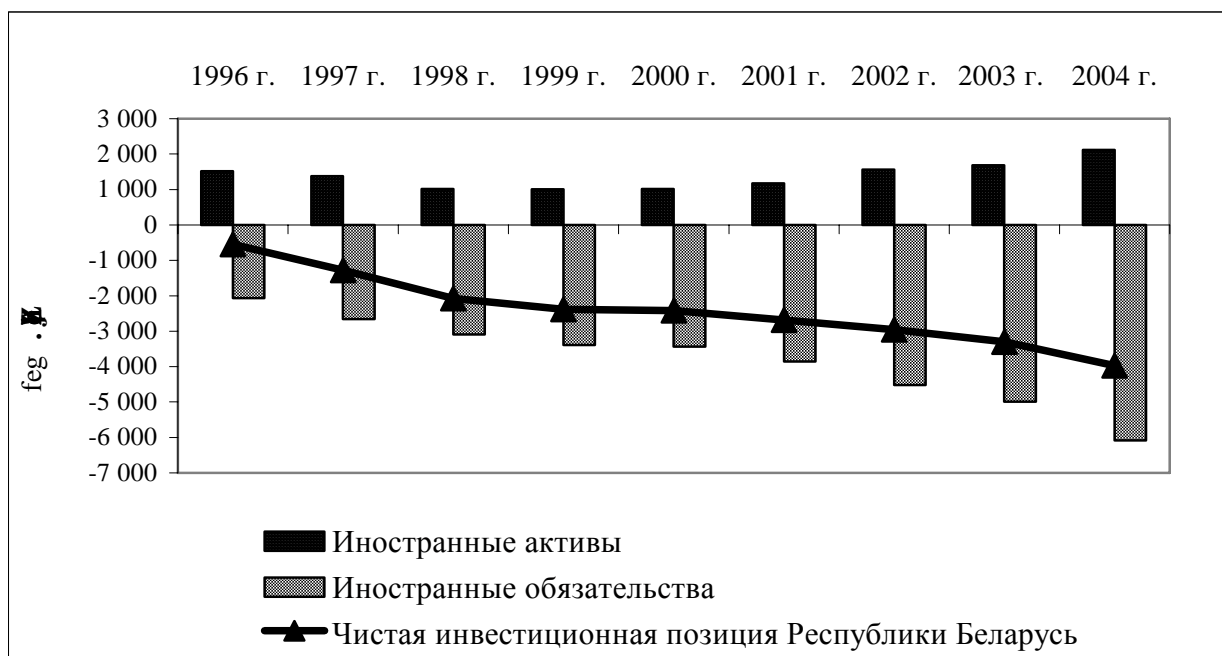 1996 г. 1997 г. 1998 г. 1999 г. 2000 г. 2001 г. 2002 г. 2003 г. 2004 г.
3 000
2 000
1 000
0
-1 000
-2 000
-3 000
-4 000
-5 000
-6 000
-7 000
feg .
Иностранные активы
Иностранные обязательства
Чистая инвестиционная позиция Республики Беларусь